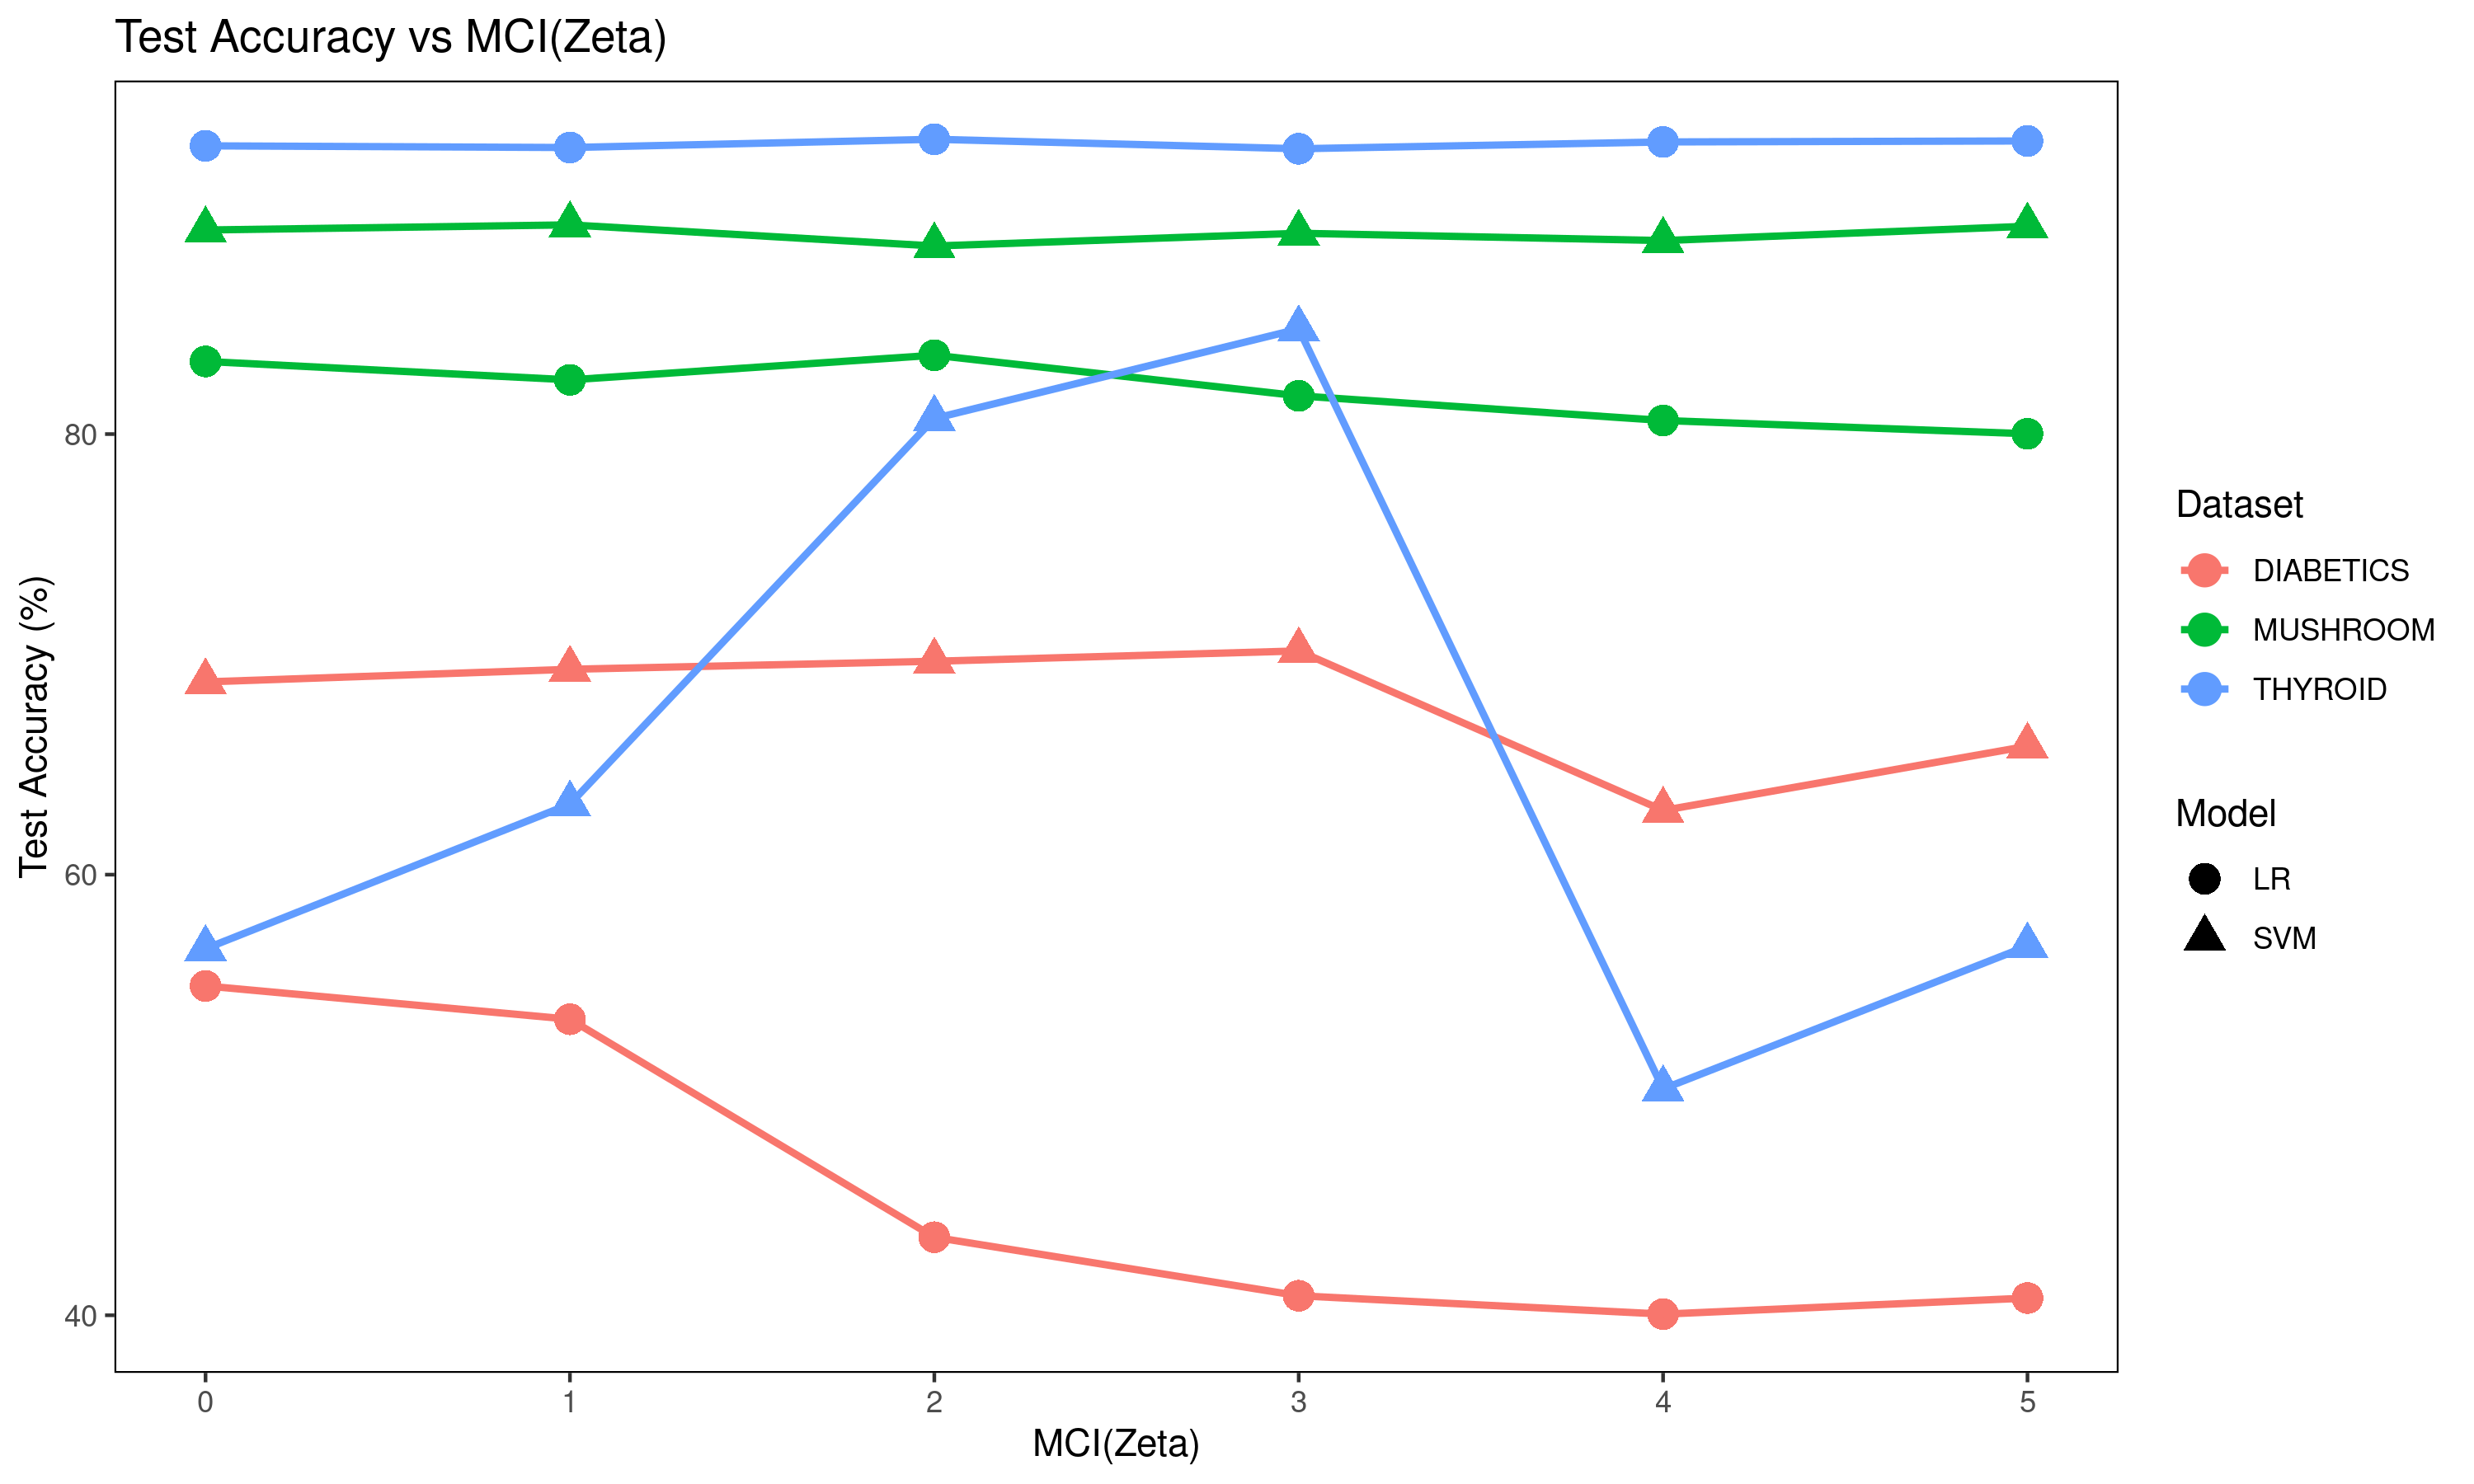 Test Accuracy vs MCI(Zeta)
Test Accuracy (%)
80
60
40
0 1 2 3 4 5
MCI(Zeta)
Dataset
DIABETICS
MUSHROOM
THYROID
Model
LR
SVM